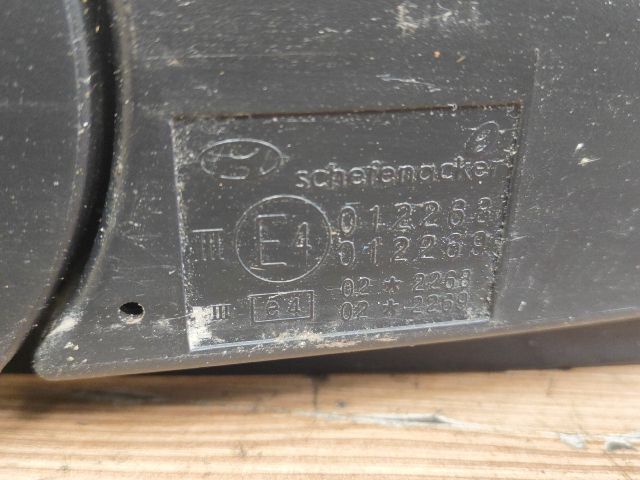 schefenacker
III E4 012268
012269
III e4 02*2268
02*2269